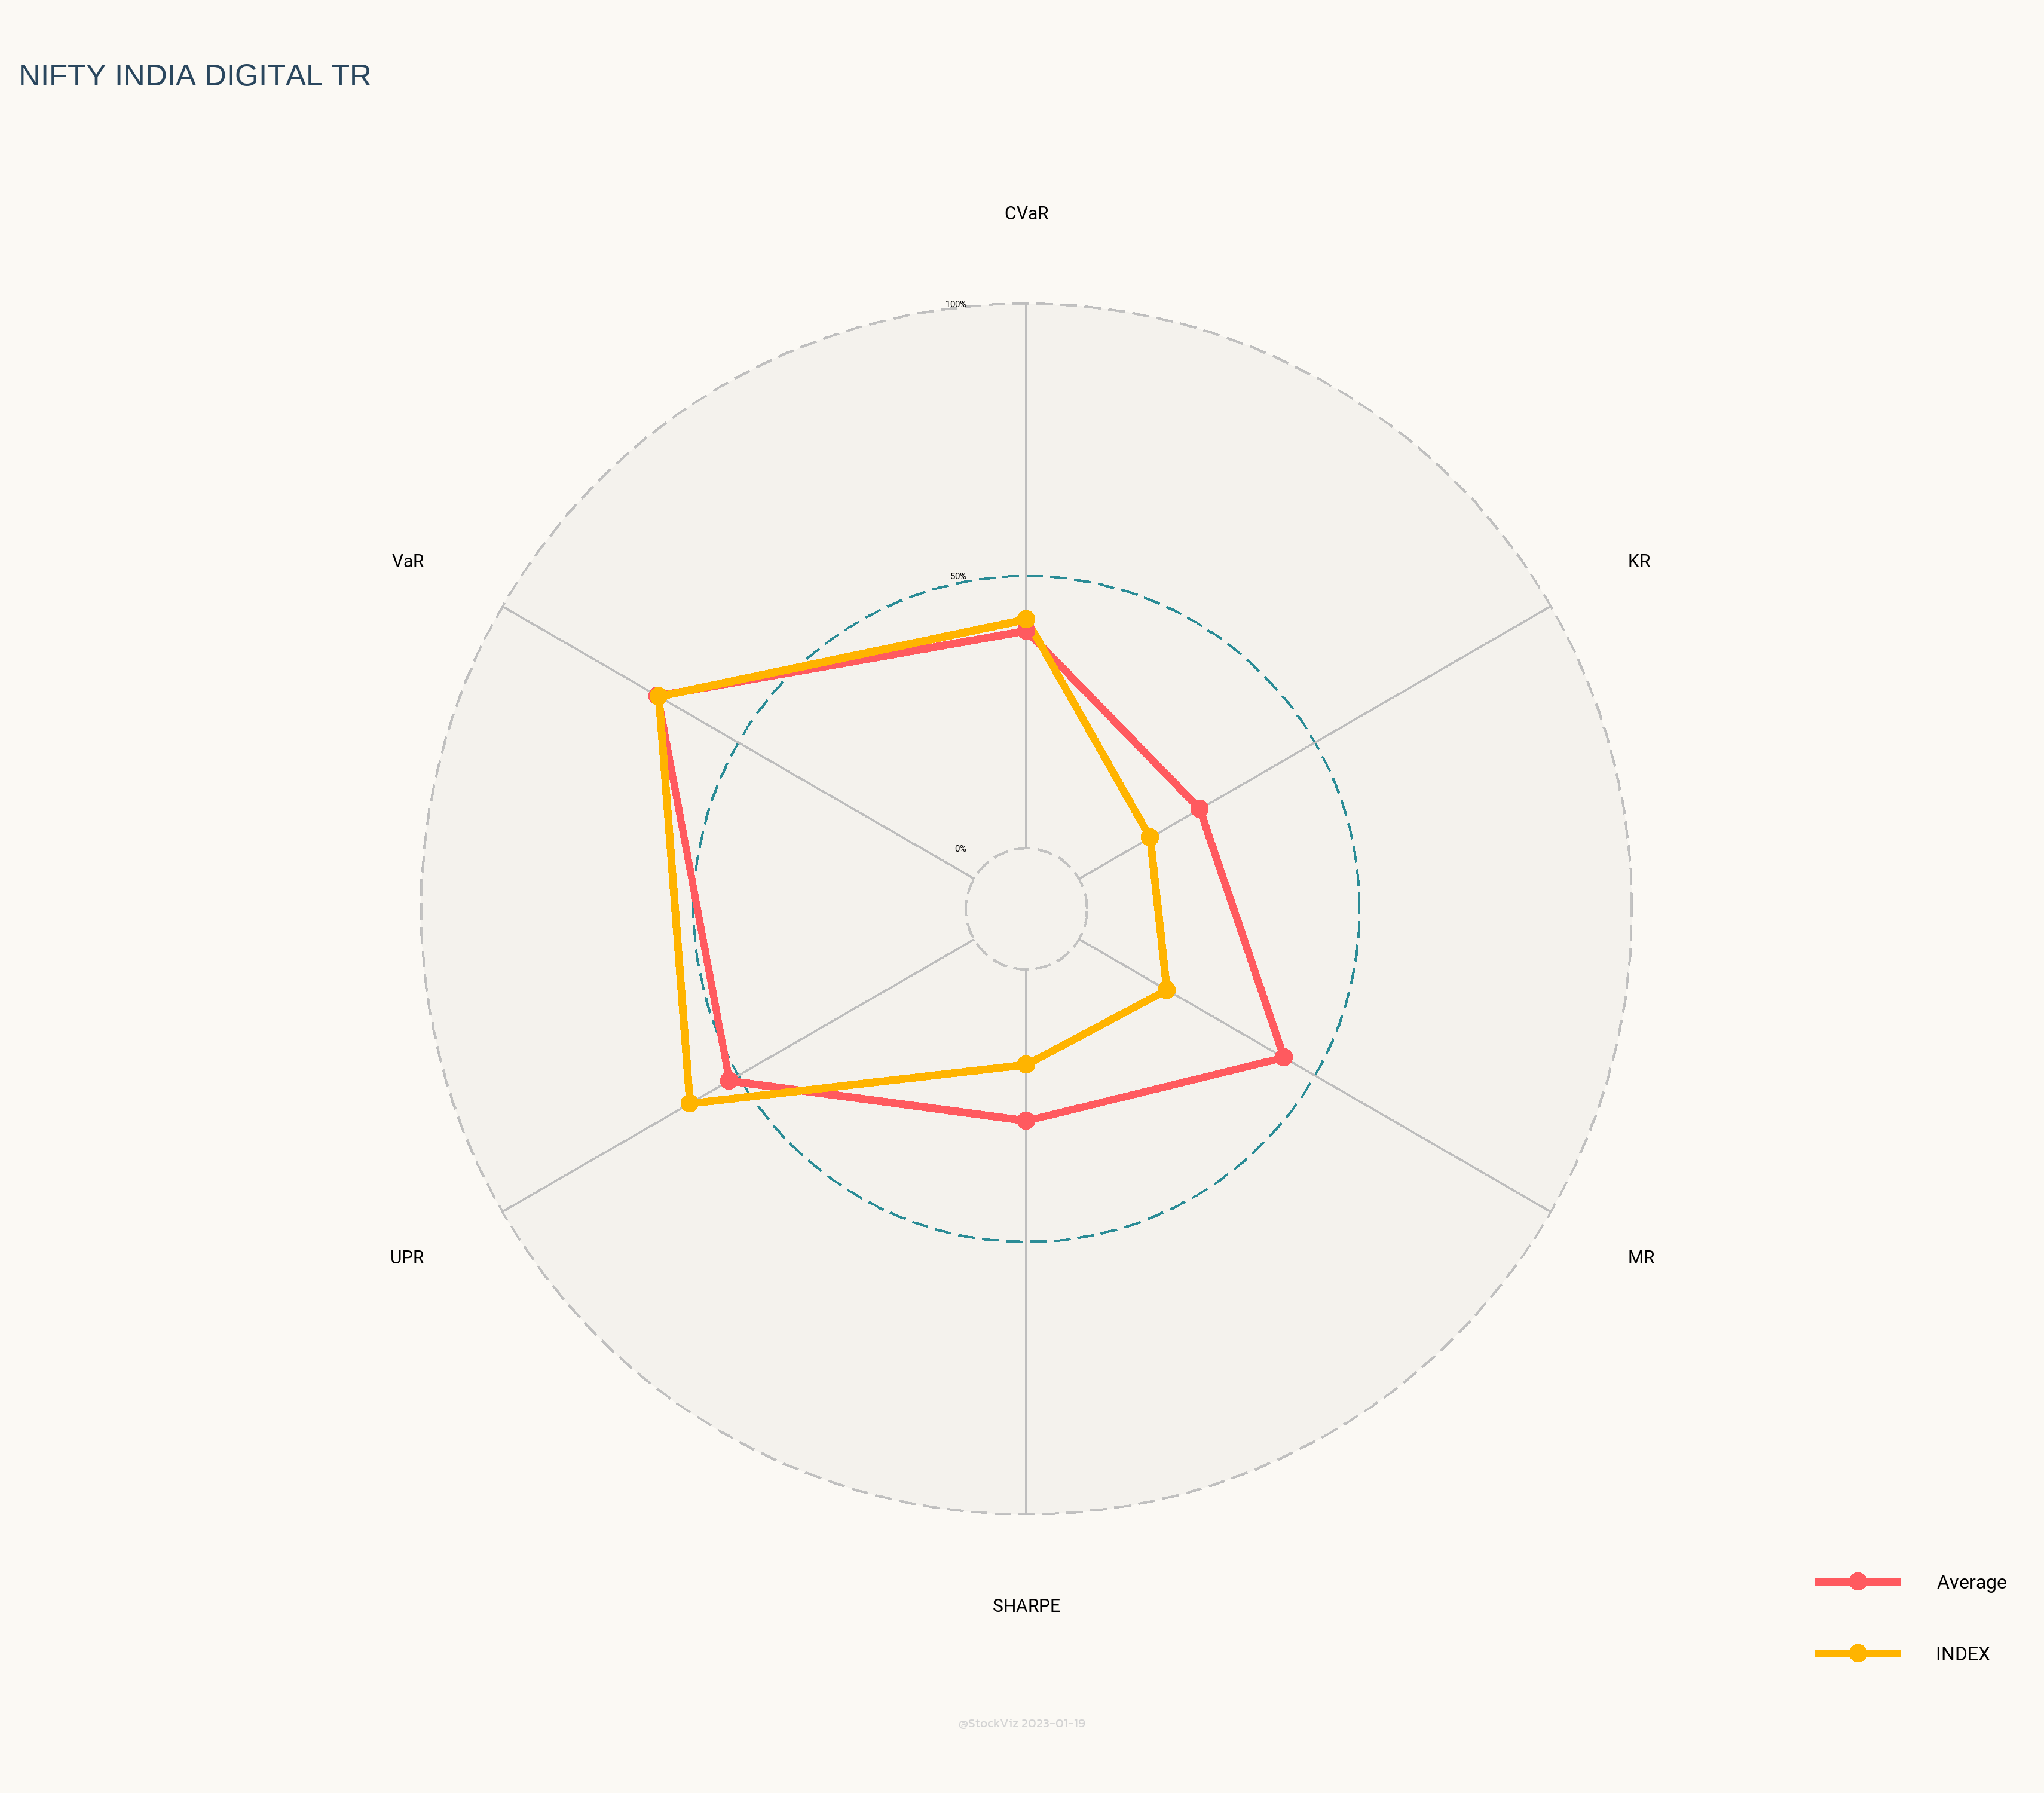 NIFTY INDIA DIGITAL TR
CVaR
100%
KR
VaR
50%
0%
UPR
MR
SHARPE
Average
INDEX
@StockViz 2023-01-19